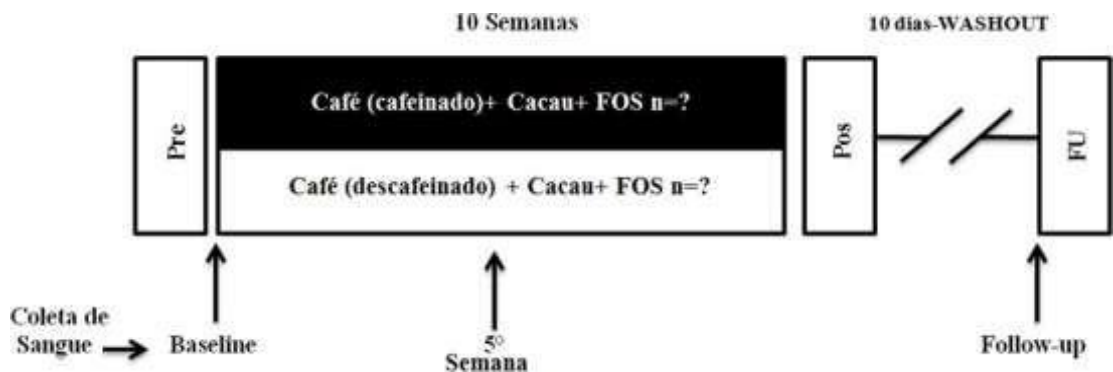 10 Semanas
10 dias-WASHOUT
Pre
Café (cafeinado)+ Cacau+ FOS n=?
Café (descafeinado) + Cacau+ FOS n=?
Pos
FU
Coleta de
Sangue
Baseline
5º
Semana
Follow-up